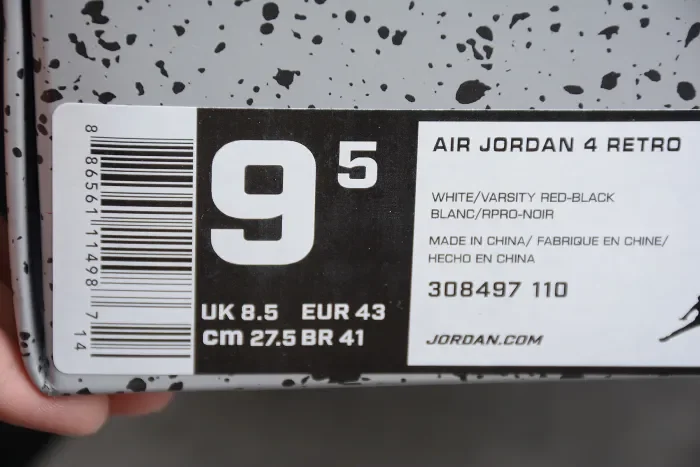 8 86561 11498 7 14
9 5
UK 8.5 EUR 43
cm 27.5 BR 41
AIR JORDAN 4 RETRO
WHITE/VARSITY RED-BLACK
BLANC/RPRO-NOIR
MADE IN CHINA/ FABRIQUE EN CHINE/
HECHO EN CHINA
308497 110
JORDAN.COM